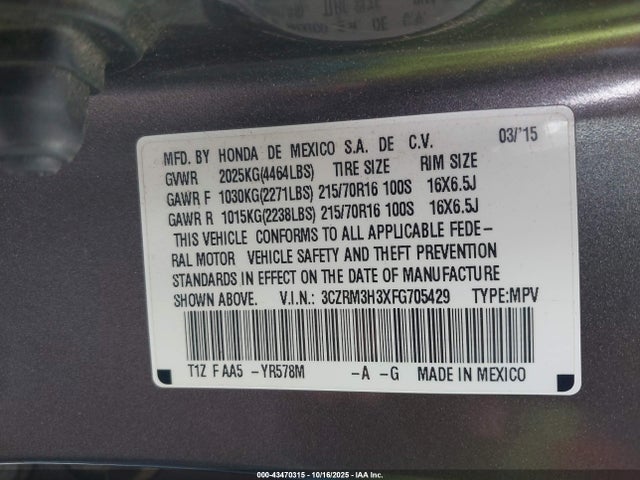 MFD. BY HONDA DE MEXICO S.A. DE C.V. 03/'15
GVWR 2025KG(4464LBS) TIRE SIZE RIM SIZE
GAWR F 1030KG(2271LBS) 215/70R16 100S 16X6.5J
GAWR R 1015KG(2238LBS) 215/70R16 100S 16X6.5J
THIS VEHICLE CONFORMS TO ALL APPLICABLE FEDE-
RAL MOTOR VEHICLE SAFETY AND THEFT PREVENTION
STANDARDS IN EFFECT ON THE DATE OF MANUFACTURE
SHOWN ABOVE. V.I.N.: 3CZRM3H3XFG705429 TYPE:MPV
T1Z F AA5 -YR578M -A -G MADE IN MEXICO
000-43470315 - 10/16/2025 - IAA Inc.